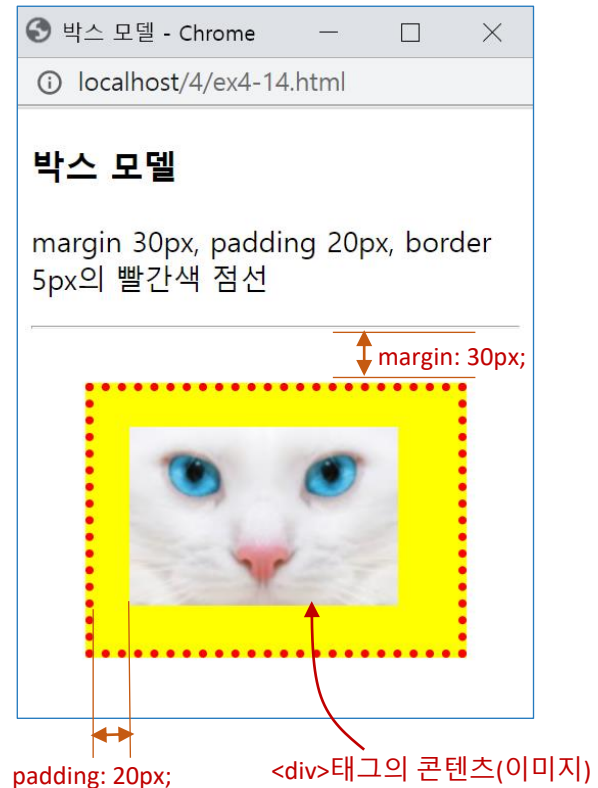 박스 모델 - Chrome
localhost/4/ex4-14.html
박스 모델
margin 30px, padding 20px, border
5px의 빨간색 점선
margin: 30px;
padding: 20px;
<div>태그의 콘텐츠(이미지)